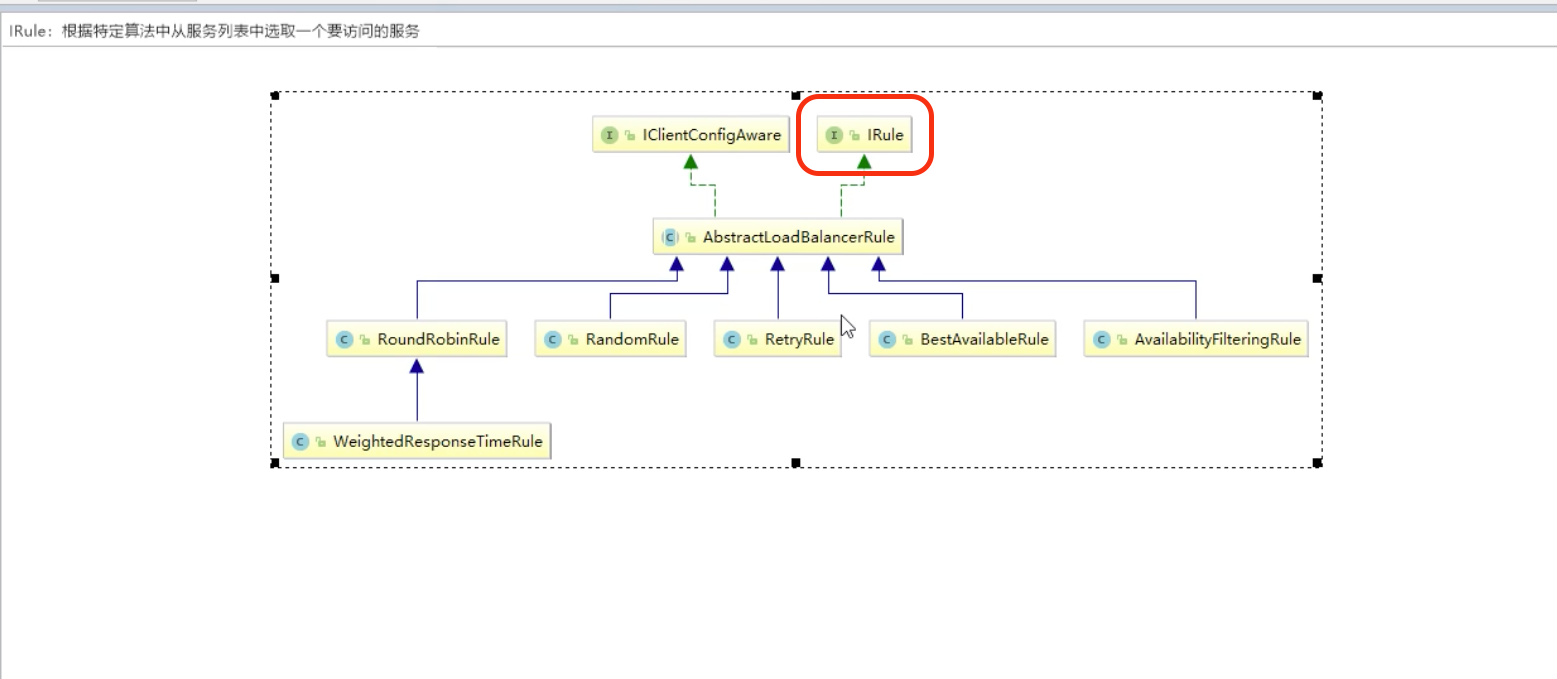 IRule：根据特定算法中从服务列表中选取一个要访问的服务
I IClientConfigAware
I IRule
C AbstractLoadBalancerRule
C RoundRobinRule
C RandomRule
C RetryRule
C BestAvailableRule
C AvailabilityFilteringRule
C WeightedResponseTimeRule